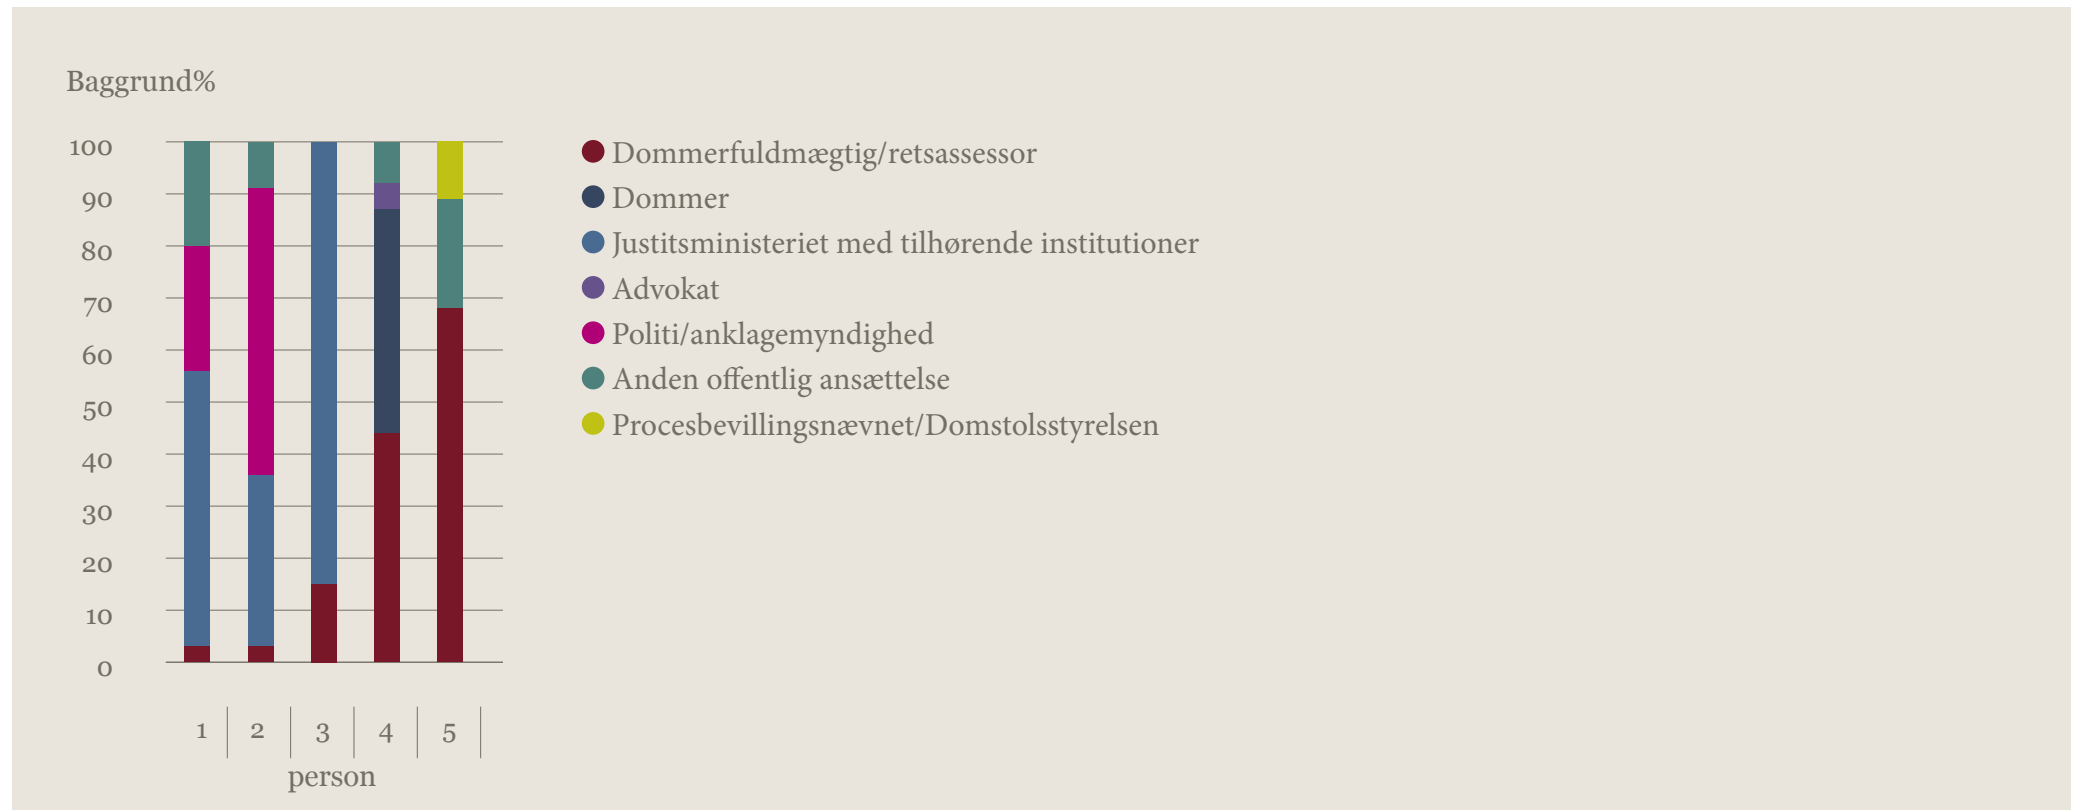 Baggrund%
100
90
80
70
60
50
40
30
20
10
0
Dommerfuldmægtig/retsassessor
Dommer
Justitsministeriet med tilhørende institutioner
Advokat
Politi/anklagemyndighed
Anden offentlig ansættelse
Procesbevillingsnævnet/Domstolsstyrelsen
1 2 3 4 5
person